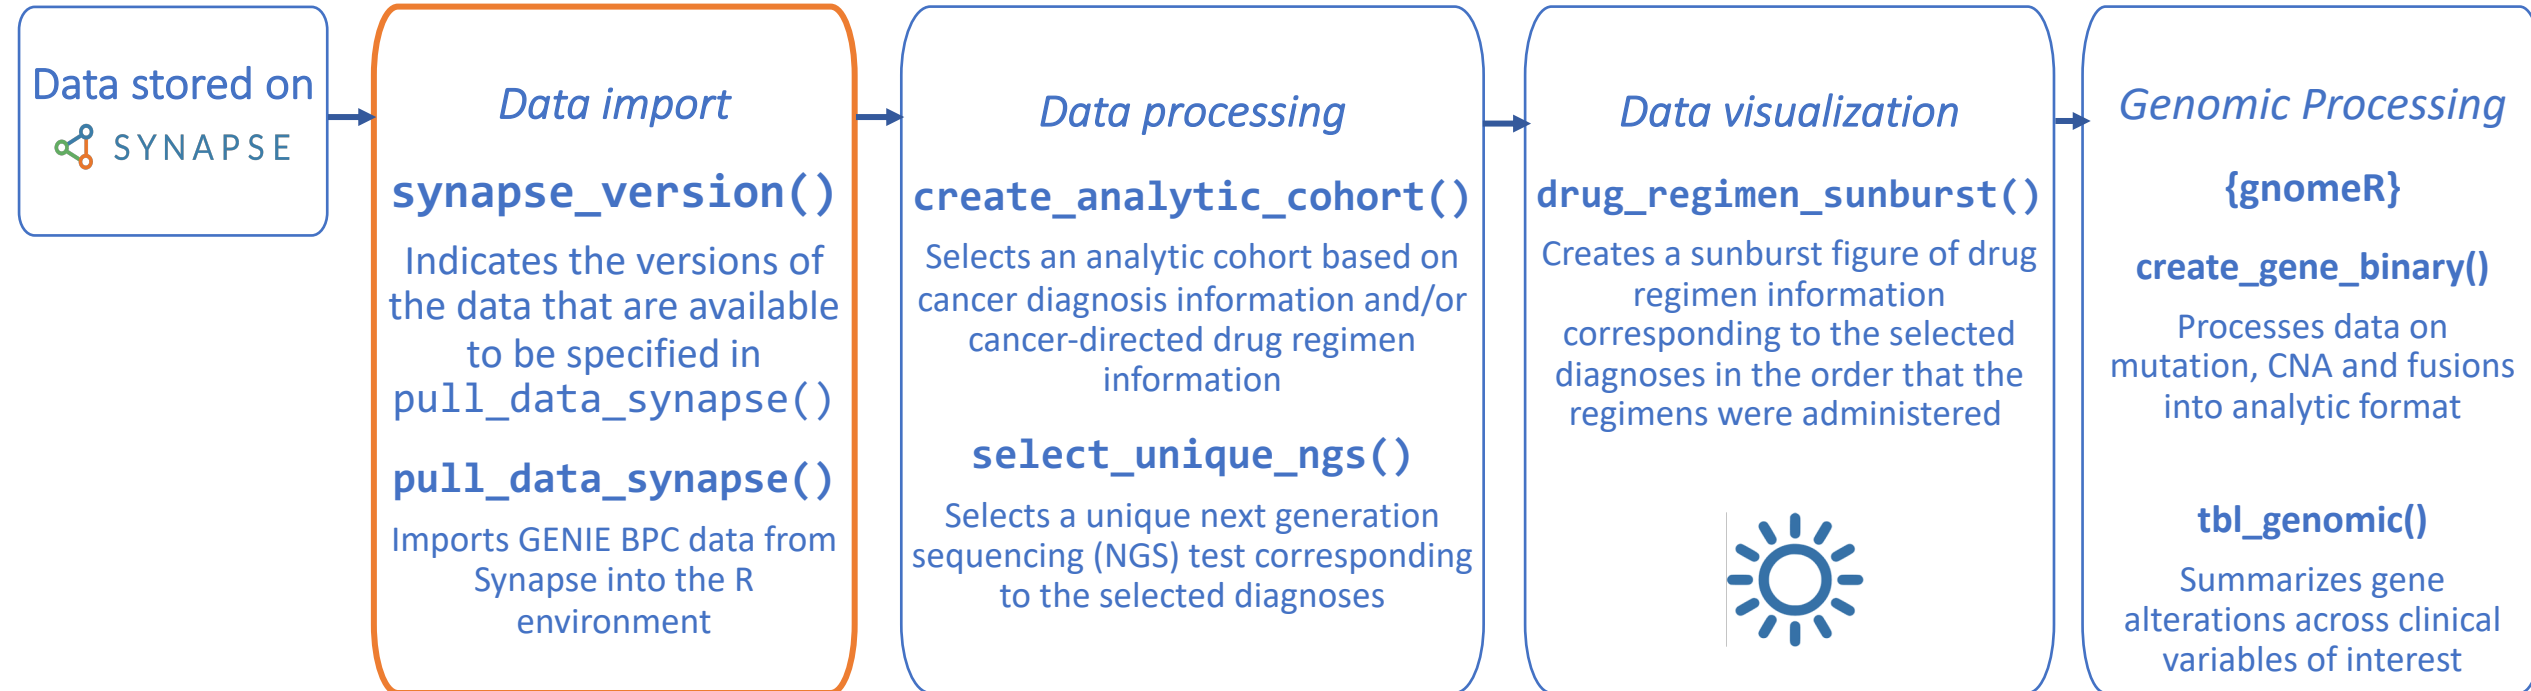 Data stored on
SYNAPSE
Data import
synapse_version()
Indicates the versions of
the data that are available
to be specified in
pull_data_synapse()
pull_data_synapse()
Imports GENIE BPC data from
Synapse into the R
environment
Data processing
create_analytic_cohort()
Selects an analytic cohort based on
cancer diagnosis information and/or
cancer-directed drug regimen
information
select_unique_ngs()
Selects a unique next generation
sequencing (NGS) test corresponding
to the selected diagnoses
Data visualization
drug_regimen_sunburst()
Creates a sunburst figure of drug
regimen information
corresponding to the selected
diagnoses in the order that the
regimens were administered
Genomic Processing
{gnomeR}
create_gene_binary()
Processes data on
mutation, CNA and fusions
into analytic format
tbl_genomic()
Summarizes gene
alterations across clinical
variables of interest